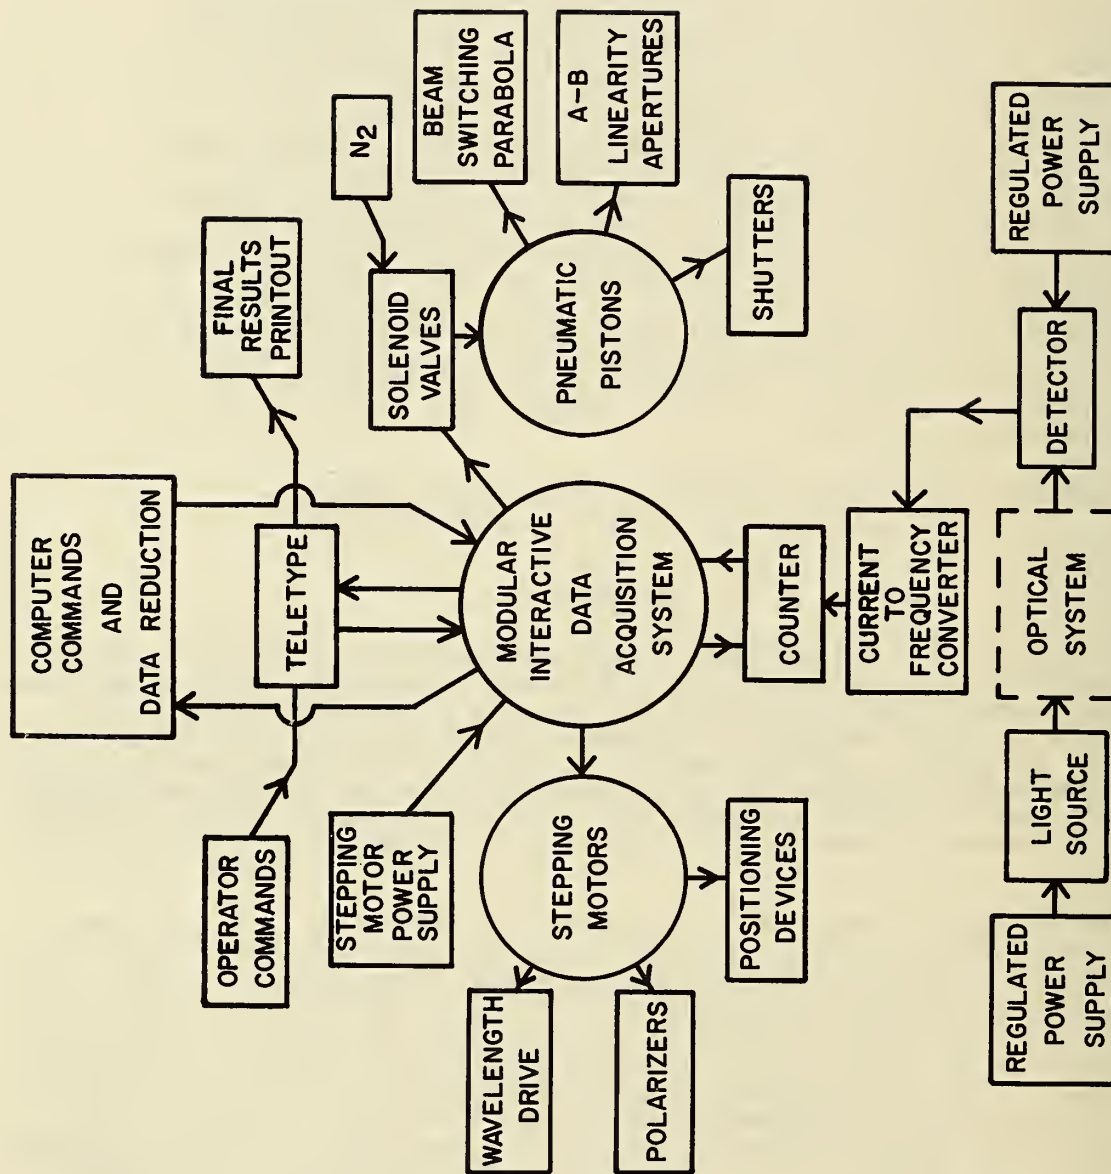 COMPUTER
COMMANDS
AND
DATA REDUCTION
OPERATOR
COMMANDS
TELETYPE
FINAL
RESULTS
PRINTOUT
STEPPING
MOTOR
POWER
SUPPLY
MODULAR
INTERACTIVE
DATA
ACQUISITION
SYSTEM
SOLENOID
VALVES
N2
WAVELENGTH
DRIVE
POLARIZERS
STEPPING
MOTORS
POSITIONING
DEVICES
PNEUMATIC
PISTONS
BEAM
SWITCHING
PARABOLA
A-B
LINEARITY
APERTURES
SHUTTERS
COUNTER
CURRENT
TO
FREQUENCY
CONVERTER
REGULATED
POWER
SUPPLY
LIGHT
SOURCE
OPTICAL
SYSTEM
DETECTOR
REGULATED
POWER
SUPPLY